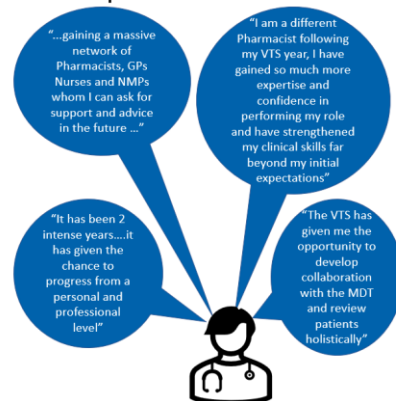 "...gaining a massive
network of
Pharmacists, GPs
Nurses and NMPs
whom I can ask for
support and advice
in the future ..."
"I am a different
Pharmacist following
my VTS year, I have
gained so much more
expertise and
confidence in
performing my role
and have strengthened
my clinical skills far
beyond my initial
expectations"
"It has been 2
intense years....it
has given the
chance to
progress from a
personal and
professional
level"
"The VTS has
given me the
opportunity to
develop
collaboration
with the MDT
and review
patients
holistically"